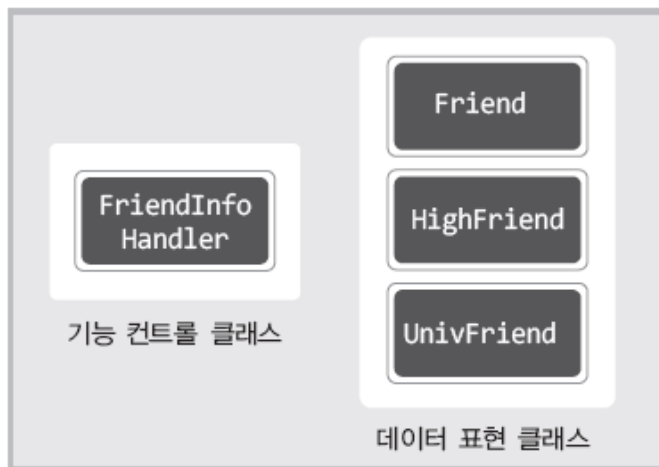 FriendInfo
Handler
기능 컨트롤 클래스
Friend
HighFriend
UnivFriend
데이터 표현 클래스